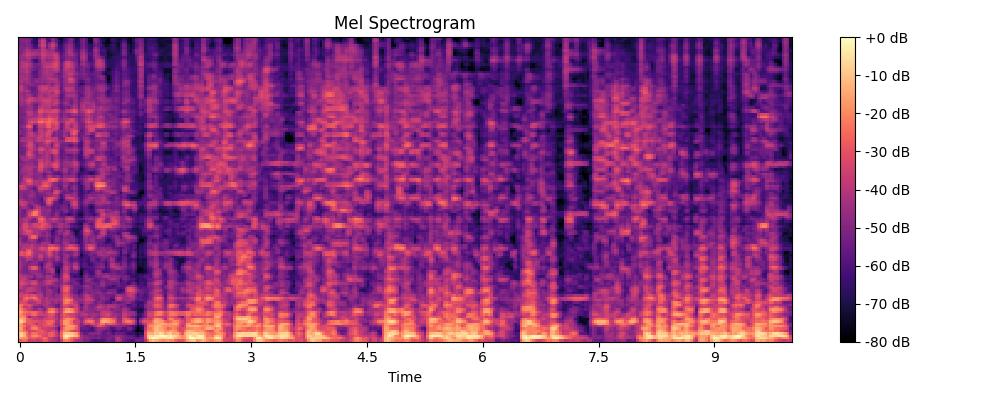 Mel Spectrogram
+0 dB
-10 dB
-20 dB
-30 dB
-40 dB
-50 dB
-60 dB
-70 dB
-80 dB
0 1.5 3 4.5 6 7.5 9
Time